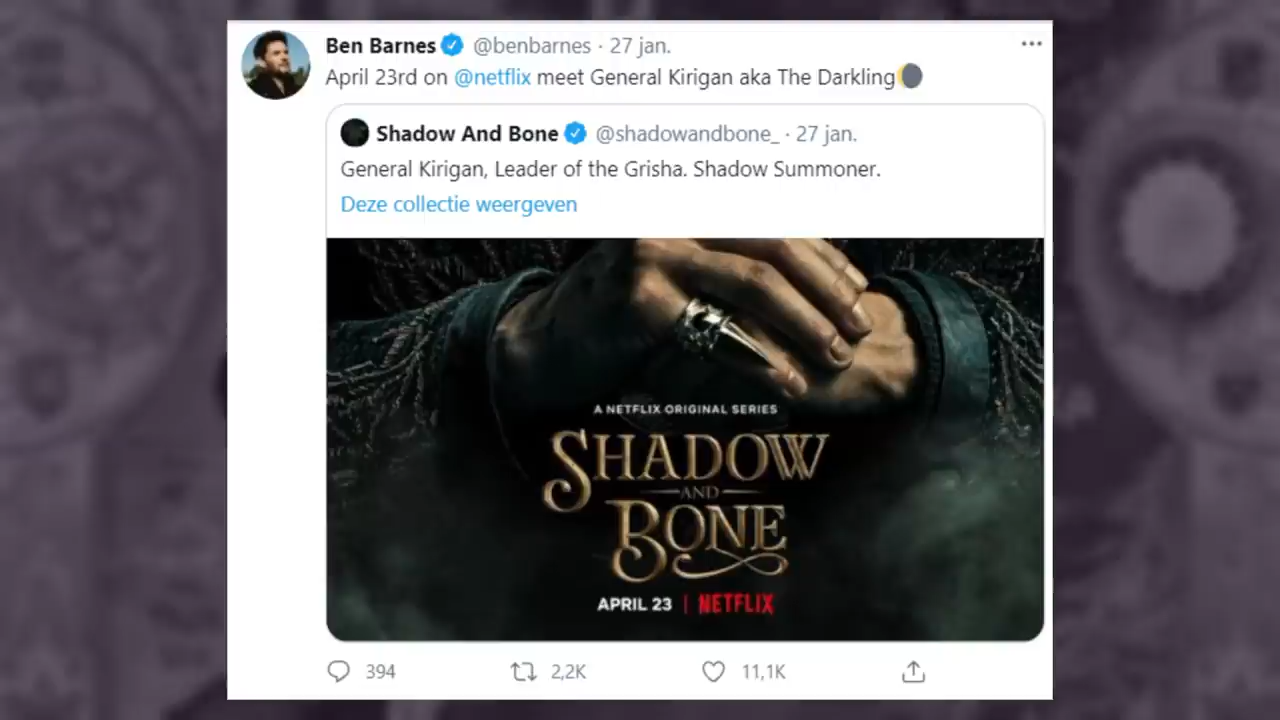 Ben Barnes @benbarnes · 27 jan.
April 23rd on @netflix meet General Kirigan aka The Darkling
Shadow And Bone @shadowandbone_ · 27 jan.
General Kirigan, Leader of the Grisha. Shadow Summoner.
Deze collectie weergeven
A NETFLIX ORIGINAL SERIES
SHADOW
AND
BONE
APRIL 23 | NETFLIX
394 2,2K 11,1K